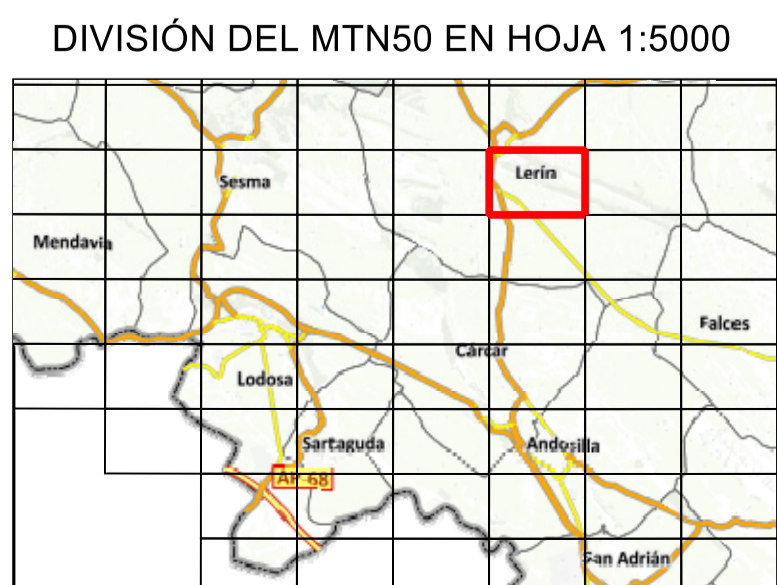 DIVISIÓN DEL MTN50 EN HOJA 1:5000
Lerín
Sesma
Mendavia
Falces
Cárcar
Lodosa
Sartaguda
Andosilla
AP-68
San Adrián